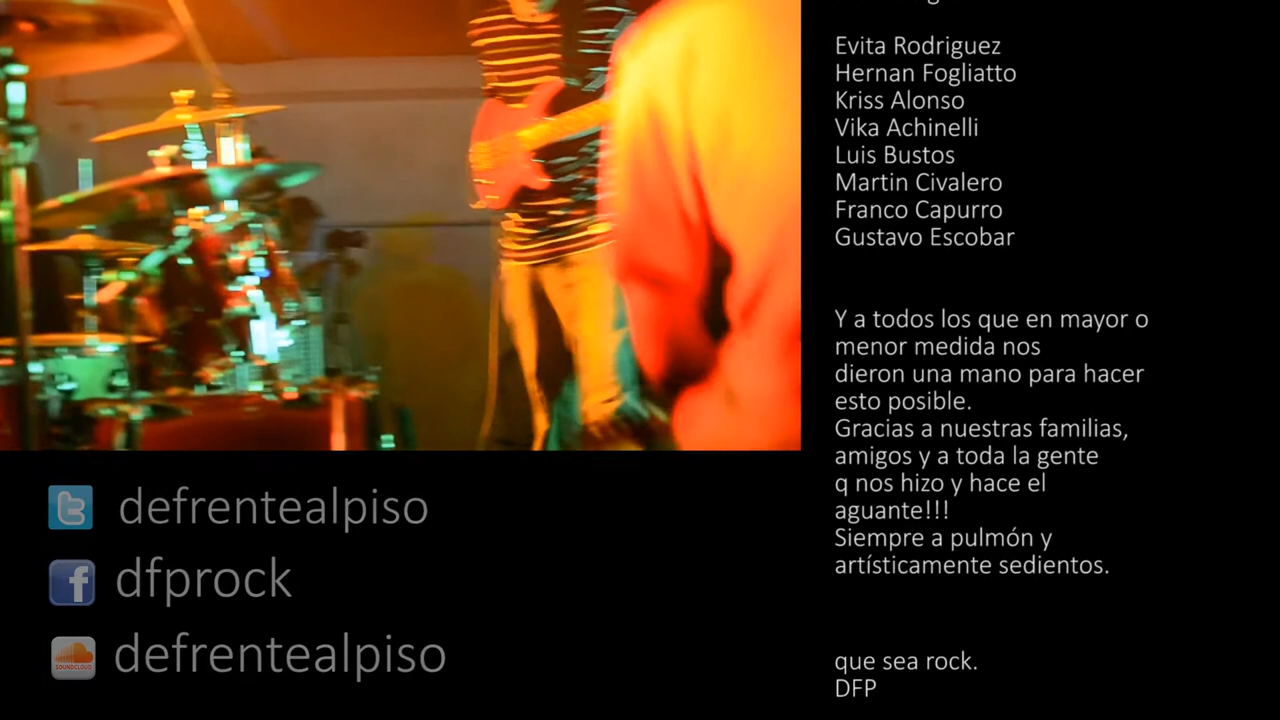 Evita Rodriguez
Hernan Fogliatto
Kriss Alonso
Vika Achinelli
Luis Bustos
Martin Civalero
Franco Capurro
Gustavo Escobar
Y a todos los que en mayor o
menor medida nos
dieron una mano para hacer
esto posible.
Gracias a nuestras familias,
amigos y a toda la gente
q nos hizo y hace el
aguante!!!
Siempre a pulmón y
artísticamente sedientos.
que sea rock.
DFP
defrentealpiso
dfprock
defrentealpiso
SOUNDCLOUD